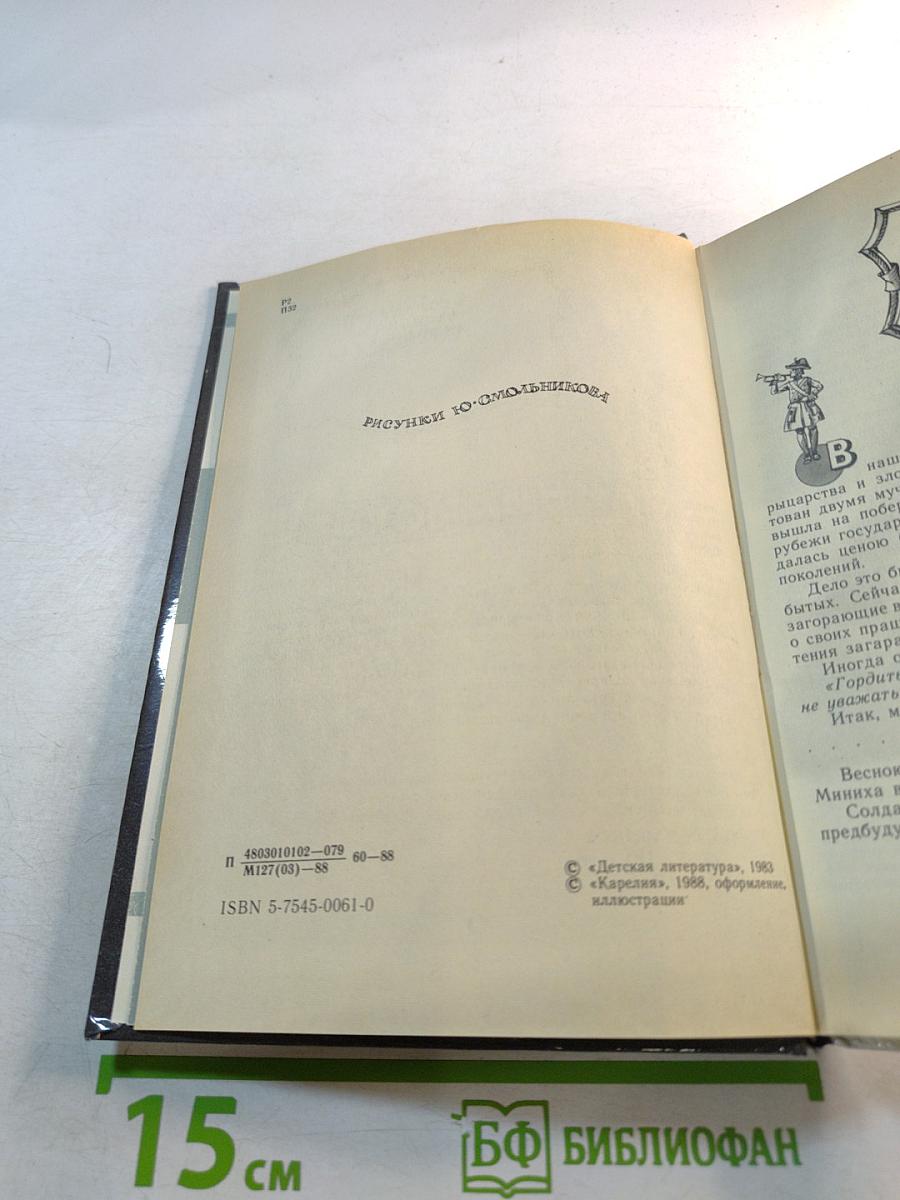 Р2
П32
РИСУНКИ Ю·СМОЛЬНИКОВА
П 4803010102—079 60—88
М127(03)—88
ISBN 5-7545-0061-0
© «Детская литература», 1983
© «Карелия», 1988, оформление,
иллюстрации
В наш
рыцарства и зло
тован двумя муч
вышла на побер
рубежи государ
далась ценою
поколений.
Дело это бы
бытых. Сейча
загорающие в
о своих пращ
тения загара
Иногда с
«Гордить
не уважать
Итак, м
. . . .
Весною
Миниха в
Солда
предбуду
15 см
БФ БИБЛИОФАН